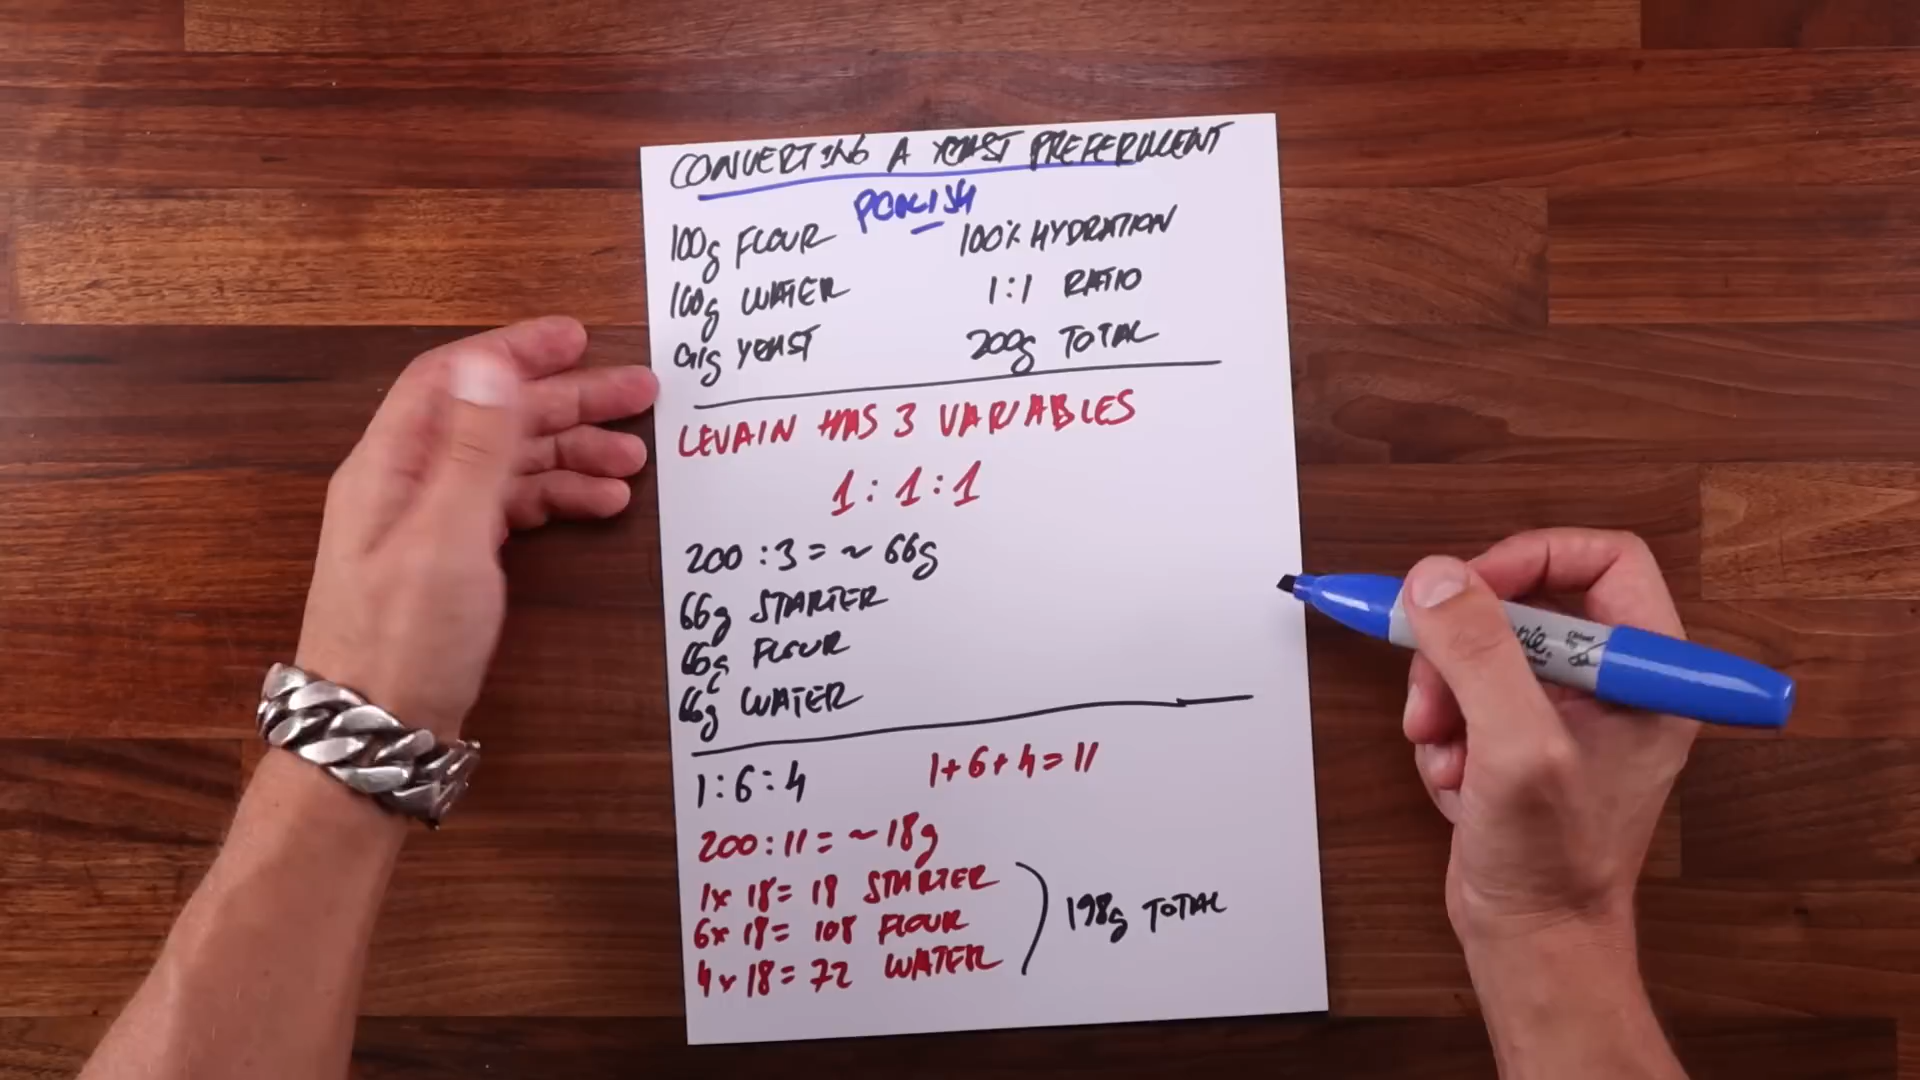 CONVERTING A YEAST PREFERMENT
POOLISH
100g FLOUR 100% HYDRATION
100g WATER 1:1 RATIO
0,1g YEAST 200g TOTAL
LEVAIN HAS 3 VARIABLES
1:1:1
200:3=~66g
66g STARTER
66g FLOUR
66g WATER
1:6:4 1+6+4=11
200:11=~18g
1x 18= 18 STARTER
6x 18= 108 FLOUR
4x 18= 72 WATER
198g TOTAL